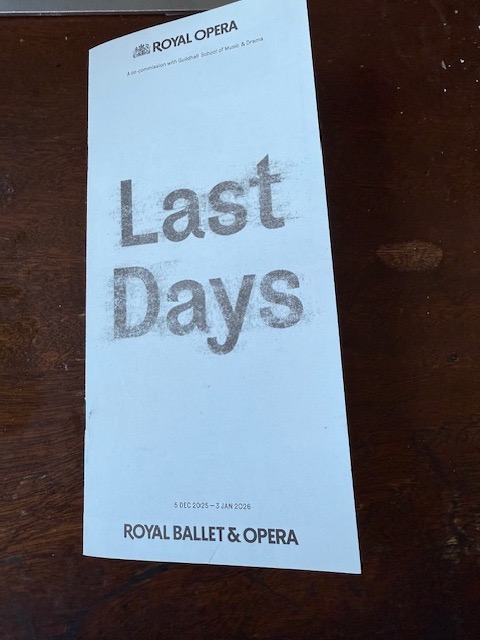 ROYAL OPERA
A co-commission with Guildhall School of Music & Drama
Last
Days
5 DEC 2025 – 3 JAN 2026
ROYAL BALLET & OPERA